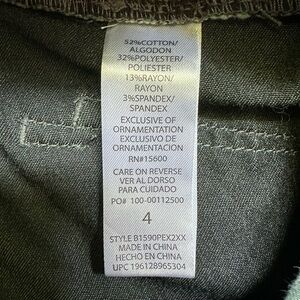 52%COTTON/
ALGODON
32%POLYESTER/
POLIESTER
13%RAYON/
RAYON
3%SPANDEX/
SPANDEX
EXCLUSIVE OF
ORNAMENTATION
EXCLUSIVO DE
ORNAMENTACION
RN#15600
CARE ON REVERSE
VER AL DORSO
PARA CUIDADO
PO# 100-00112500
4
STYLE B1590PEX2XX
MADE IN CHINA
HECHO EN CHINA
UPC 196128965304